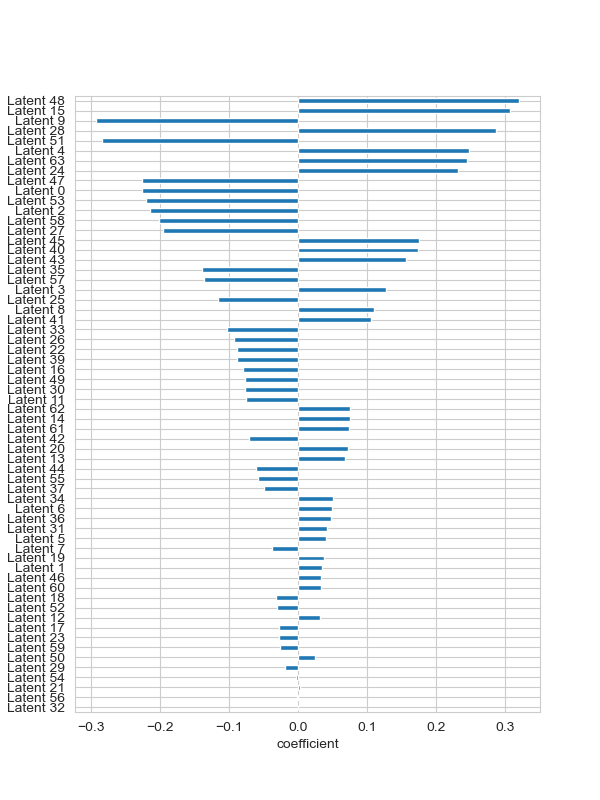 Latent 48
Latent 15
Latent 9
Latent 28
Latent 51
Latent 4
Latent 63
Latent 24
Latent 47
Latent 0
Latent 53
Latent 2
Latent 58
Latent 27
Latent 45
Latent 40
Latent 43
Latent 35
Latent 57
Latent 3
Latent 25
Latent 8
Latent 41
Latent 33
Latent 26
Latent 22
Latent 39
Latent 16
Latent 49
Latent 30
Latent 11
Latent 62
Latent 14
Latent 61
Latent 42
Latent 20
Latent 13
Latent 44
Latent 55
Latent 37
Latent 34
Latent 6
Latent 36
Latent 31
Latent 5
Latent 7
Latent 19
Latent 1
Latent 46
Latent 60
Latent 18
Latent 52
Latent 12
Latent 17
Latent 23
Latent 59
Latent 50
Latent 29
Latent 54
Latent 21
Latent 56
Latent 32
−0.3 −0.2 −0.1 0.0 0.1 0.2 0.3
coefficient